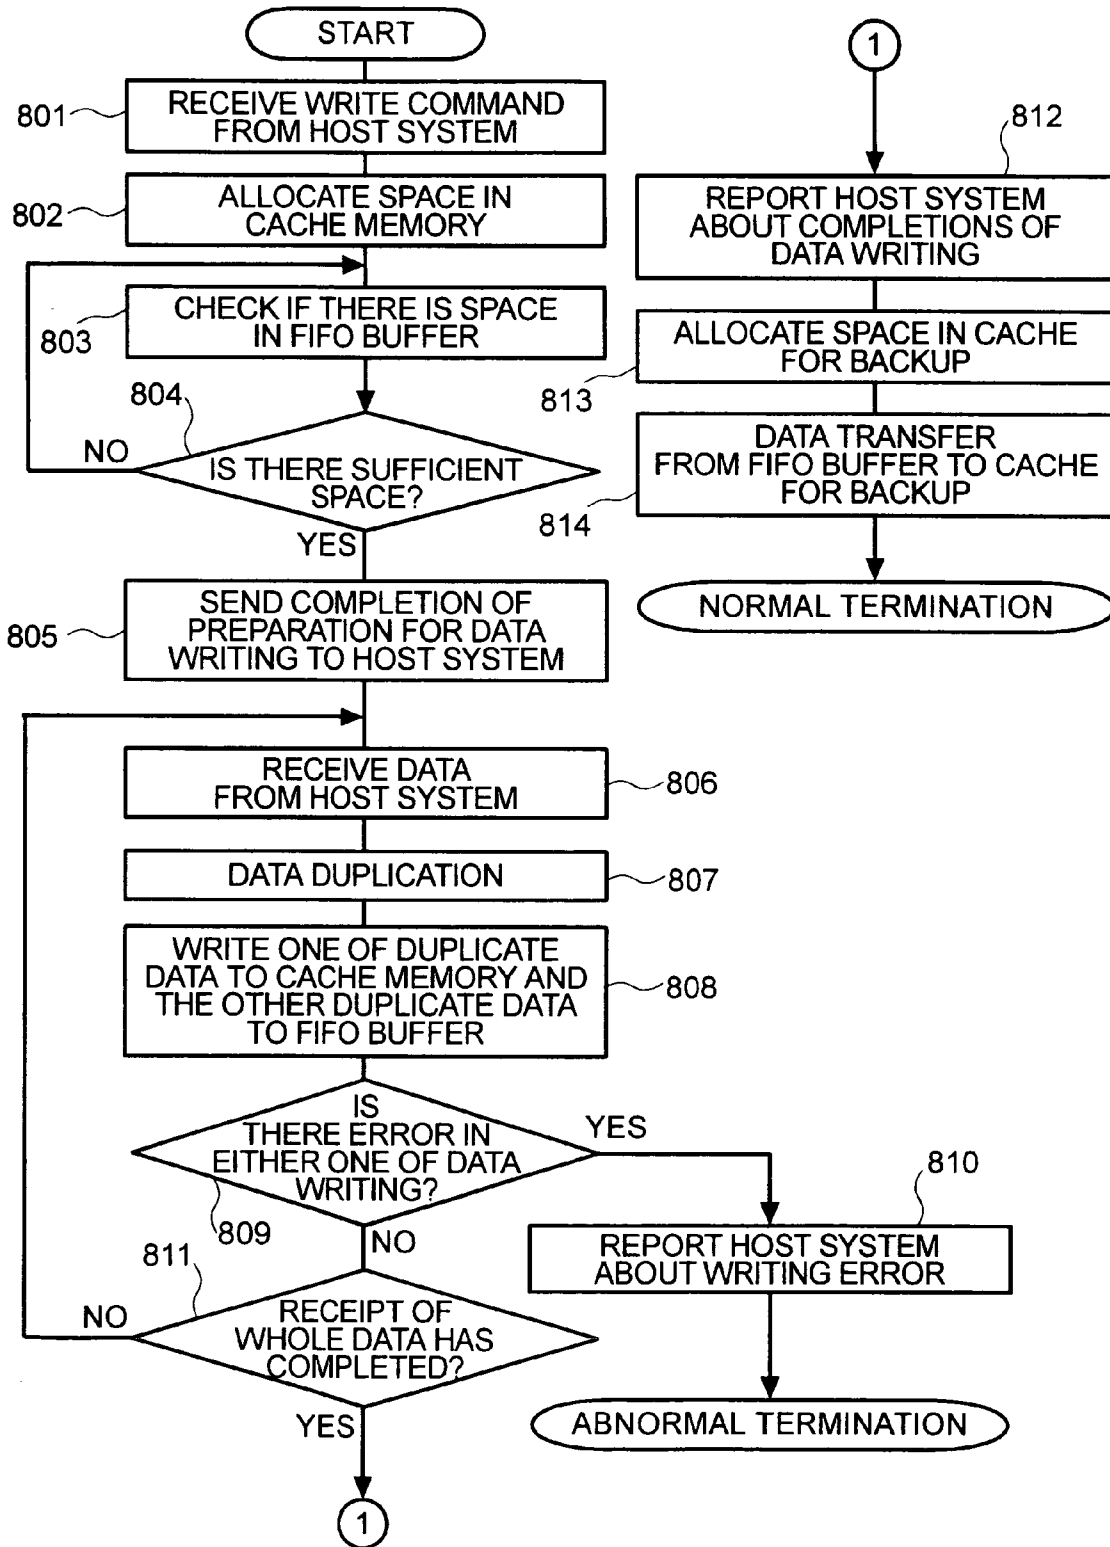 START
801
RECEIVE WRITE COMMAND
FROM HOST SYSTEM
802
ALLOCATE SPACE IN
CACHE MEMORY
803
CHECK IF THERE IS SPACE
IN FIFO BUFFER
804
NO
IS THERE SUFFICIENT
SPACE?
YES
805
SEND COMPLETION OF
PREPARATION FOR DATA
WRITING TO HOST SYSTEM
RECEIVE DATA
FROM HOST SYSTEM
806
DATA DUPLICATION
807
WRITE ONE OF DUPLICATE
DATA TO CACHE MEMORY AND
THE OTHER DUPLICATE DATA
TO FIFO BUFFER
808
IS
THERE ERROR IN
EITHER ONE OF DATA
WRITING?
YES
809
NO
810
REPORT HOST SYSTEM
ABOUT WRITING ERROR
ABNORMAL TERMINATION
811
NO
RECEIPT OF
WHOLE DATA HAS
COMPLETED?
YES
1
1
812
REPORT HOST SYSTEM
ABOUT COMPLETIONS OF
DATA WRITING
ALLOCATE SPACE IN CACHE
FOR BACKUP
813
DATA TRANSFER
FROM FIFO BUFFER TO CACHE
FOR BACKUP
814
NORMAL TERMINATION